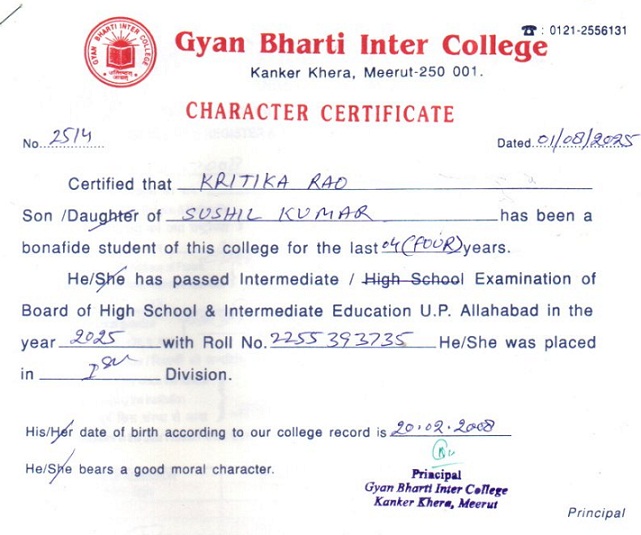 GYAN BHARTI INTER COLLEGE
☎ : 0121-2556131
Gyan Bharti Inter College
Kanker Khera, Meerut-250 001.
CHARACTER CERTIFICATE
No. 2514 Dated 01/08/2025
Certified that KRITIKA RAO
Son / Daughter of SUSHIL KUMAR has been a
bonafide student of this college for the last 04 (FOUR) years.
He/She has passed Intermediate / High School Examination of
Board of High School & Intermediate Education U.P. Allahabad in the
year 2025 with Roll No. 2255393735 He/She was placed
in Ist Division.
His/Her date of birth according to our college record is 20.02.2008
He/She bears a good moral character.
Principal
Gyan Bharti Inter College
Kanker Khera, Meerut
Principal